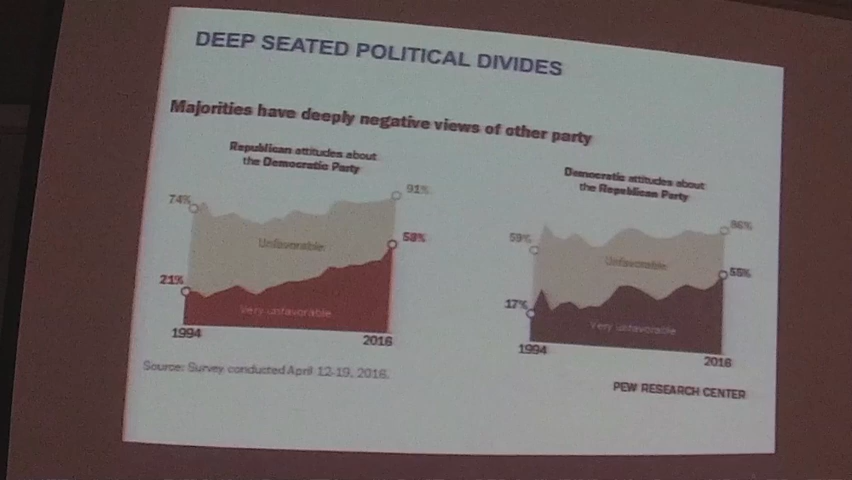 DEEP SEATED POLITICAL DIVIDES
Majorities have deeply negative views of other party
Republican attitudes about
the Democratic Party
74%
91%
Unfavorable
58%
21%
Very unfavorable
1994
2016
Democratic attitudes about
the Republican Party
59%
86%
Unfavorable
55%
17%
Very unfavorable
1994
2016
Source: Survey conducted April 12-19, 2016.
PEW RESEARCH CENTER